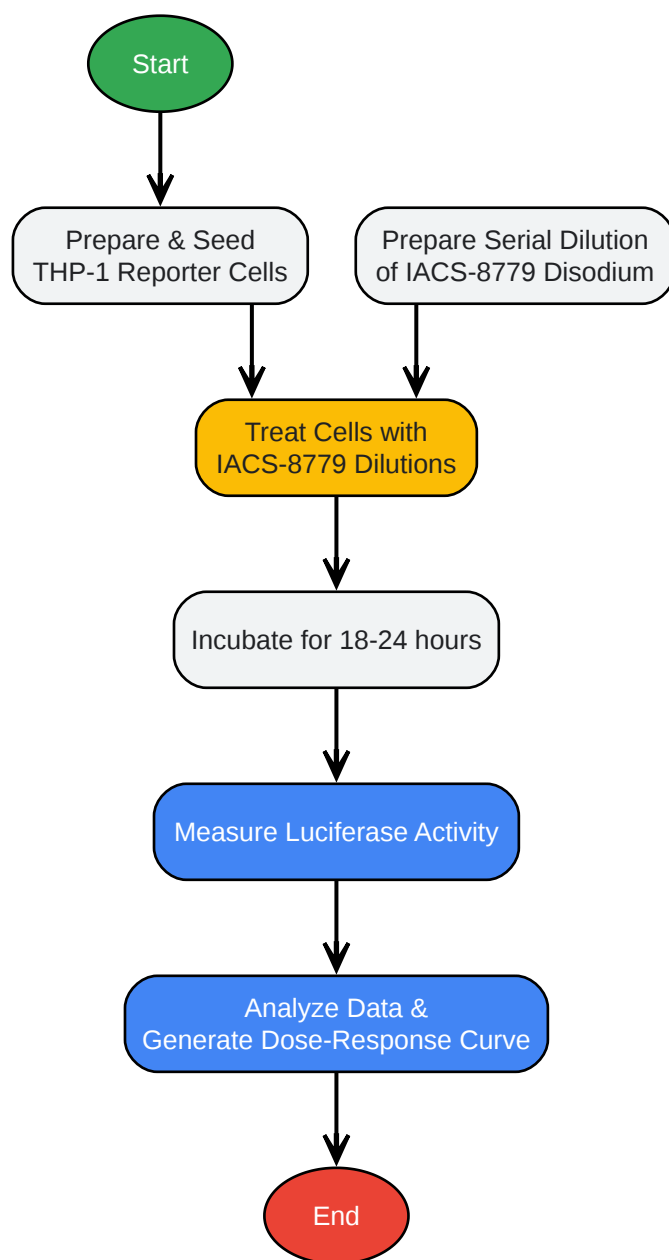 Start
Prepare & Seed
THP-1 Reporter Cells
Prepare Serial Dilution
of IACS-8779 Disodium
Treat Cells with
IACS-8779 Dilutions
Incubate for 18-24 hours
Measure Luciferase Activity
Analyze Data &
Generate Dose-Response Curve
End